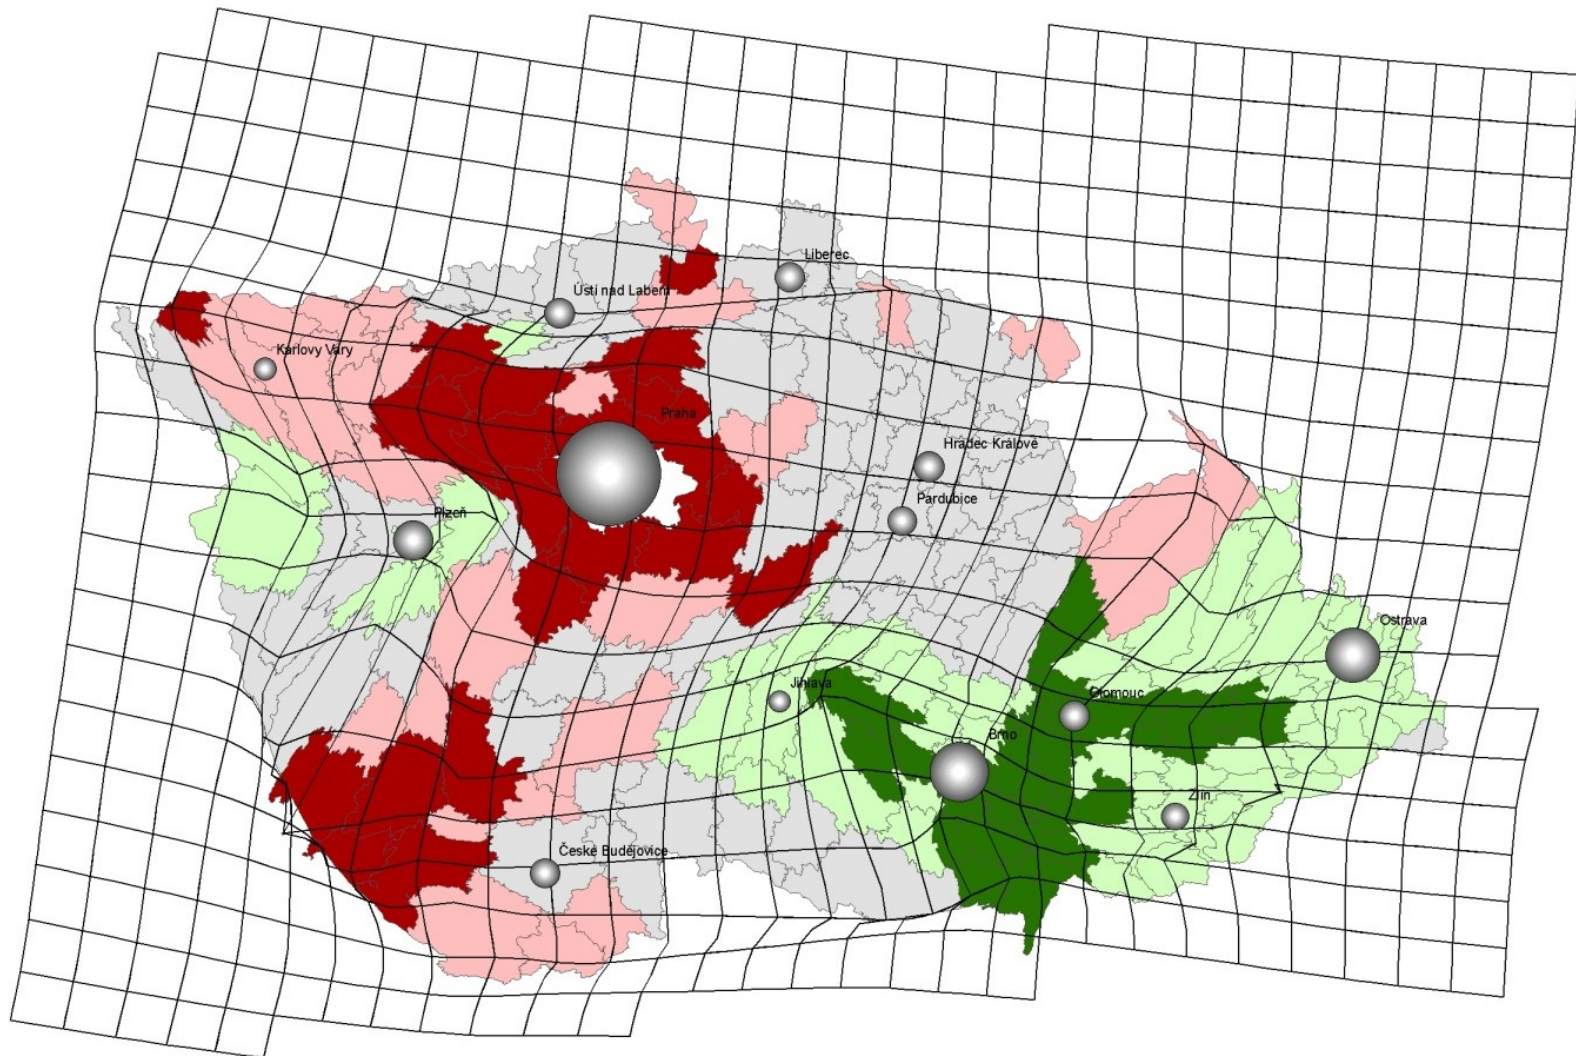 Liberec
Ústí nad Labem
Karlovy Vary
Praha
Hradec Králové
Pardubice
Plzeň
Ostrava
Jihlava
Olomouc
Brno
Zlín
České Budějovice